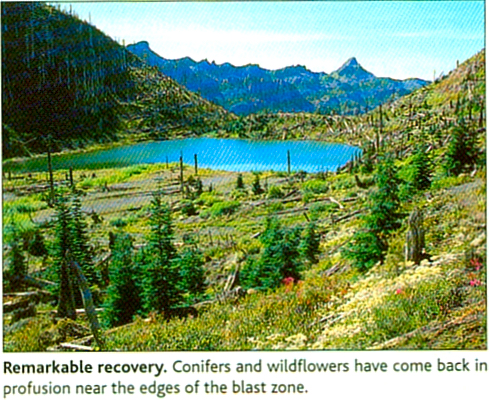 Remarkable recovery. Conifers and wildflowers have come back in
profusion near the edges of the blast zone.